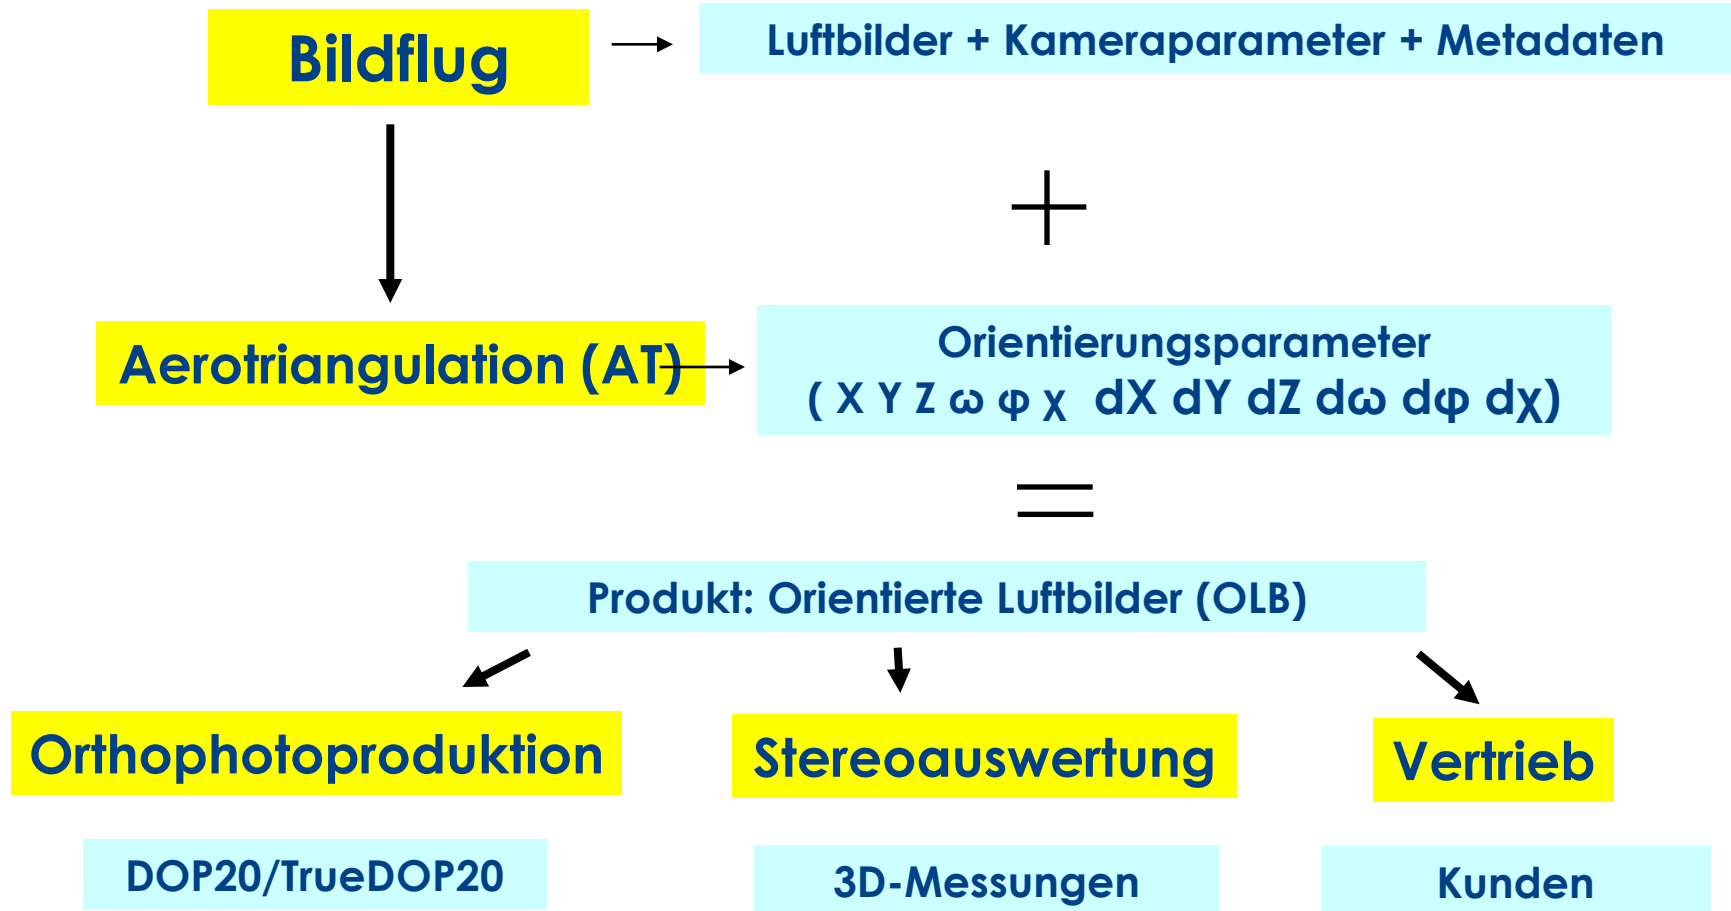 Bildflug
Luftbilder + Kameraparameter + Metadaten
+
Aerotriangulation (AT)
Orientierungsparameter
( X Y Z ω φ χ dX dY dZ dω dφ dχ)
=
Produkt: Orientierte Luftbilder (OLB)
Orthophotoproduktion
Stereoauswertung
Vertrieb
DOP20/TrueDOP20
3D-Messungen
Kunden